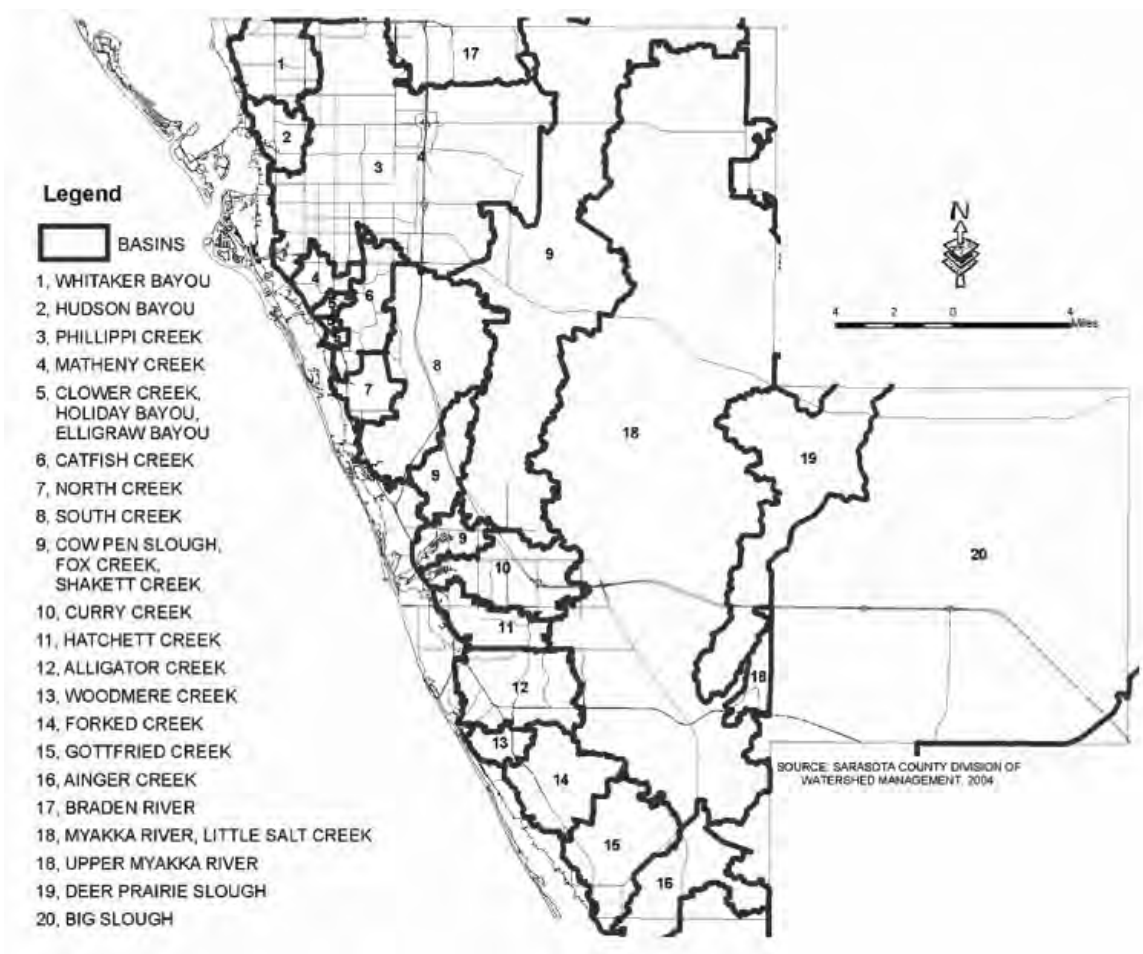 Legend
BASINS
1, WHITAKER BAYOU
2, HUDSON BAYOU
3, PHILLIPPI CREEK
4, MATHENY CREEK
5, CLOWER CREEK,
HOLIDAY BAYOU,
ELLIGRAW BAYOU
6, CATFISH CREEK
7, NORTH CREEK
8, SOUTH CREEK
9, COW PEN SLOUGH,
FOX CREEK,
SHAKETT CREEK
10, CURRY CREEK
11, HATCHETT CREEK
12, ALLIGATOR CREEK
13, WOODMERE CREEK
14, FORKED CREEK
15, GOTTFRIED CREEK
16, AINGER CREEK
17, BRADEN RIVER
18, MYAKKA RIVER, LITTLE SALT CREEK
18, UPPER MYAKKA RIVER
19, DEER PRAIRIE SLOUGH
20, BIG SLOUGH
17
1
2
3
4
9
4
6
5
8
7
18
19
9
9
10
20
11
12
18
13
14
15
16
N
4 2 0 4 Miles
SOURCE: SARASOTA COUNTY DIVISION OF
WATERSHED MANAGEMENT, 2004